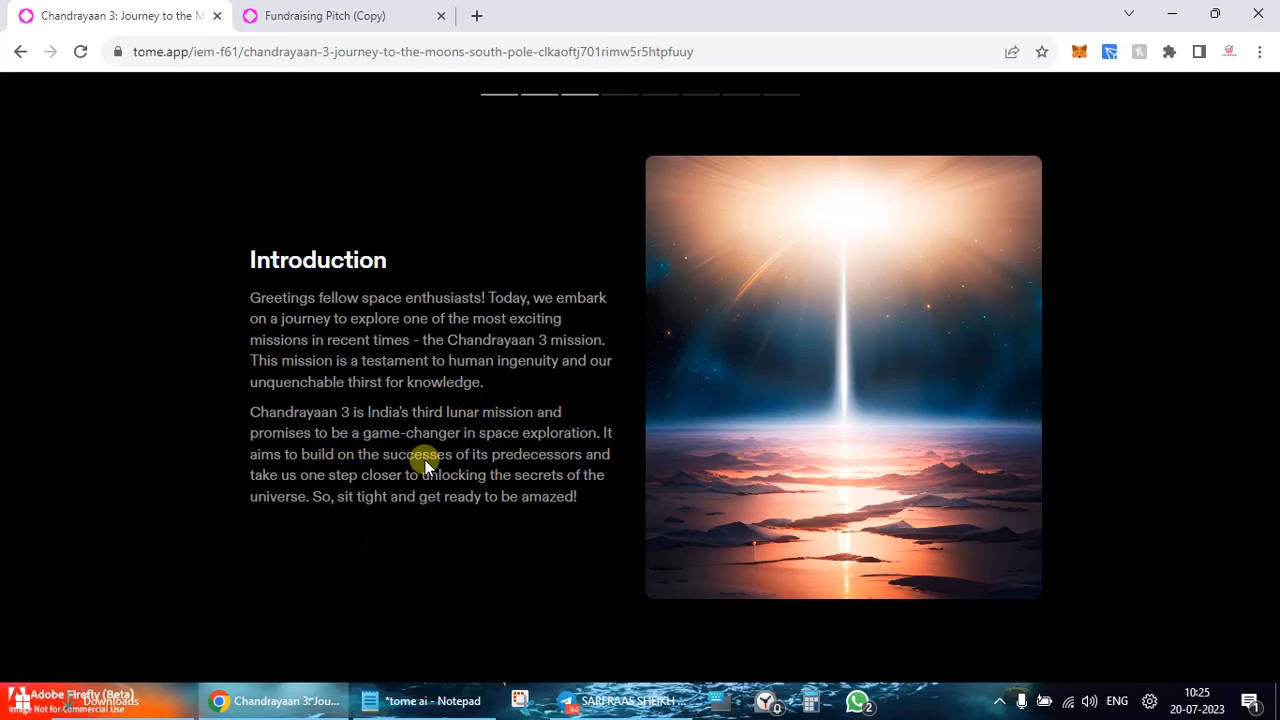 Chandrayaan 3: Journey to the M
Fundraising Pitch (Copy)
tome.app/iem-f61/chandrayaan-3-journey-to-the-moons-south-pole-clkaoftj701rimw5r5htpfuuy
Introduction
Greetings fellow space enthusiasts! Today, we embark
on a journey to explore one of the most exciting
missions in recent times - the Chandrayaan 3 mission.
This mission is a testament to human ingenuity and our
unquenchable thirst for knowledge.
Chandrayaan 3 is India's third lunar mission and
promises to be a game-changer in space exploration. It
aims to build on the successes of its predecessors and
take us one step closer to unlocking the secrets of the
universe. So, sit tight and get ready to be amazed!
Adobe Firefly (Beta)
Image Not for Commercial Use
Downloads
Chandrayaan 3: Jou...
*tome ai - Notepad
94
SARFRAAS SHEIKH ...
0
2
ENG
10:25
20-07-2023
1